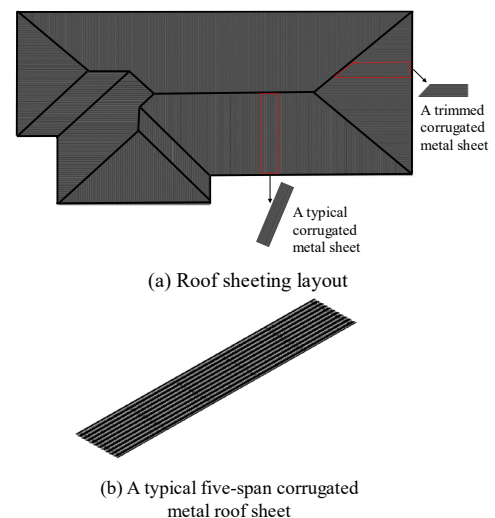 A trimmed
corrugated
metal sheet
A typical
corrugated
metal sheet
(a) Roof sheeting layout
(b) A typical five-span corrugated
metal roof sheet